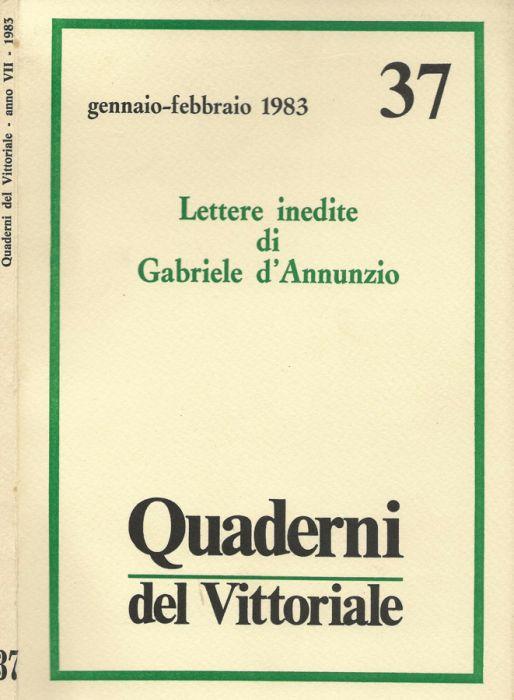 Quaderni del Vittoriale - anno VII - 1983
37
gennaio-febbraio 1983
37
Lettere inedite
di
Gabriele d'Annunzio
Quaderni
del Vittoriale